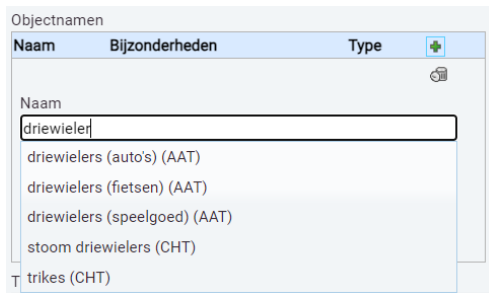 Objectnamen
Naam Bijzonderheden Type
Naam
driewieler
driewielers (auto's) (AAT)
driewielers (fietsen) (AAT)
driewielers (speelgoed) (AAT)
stoom driewielers (CHT)
trikes (CHT)